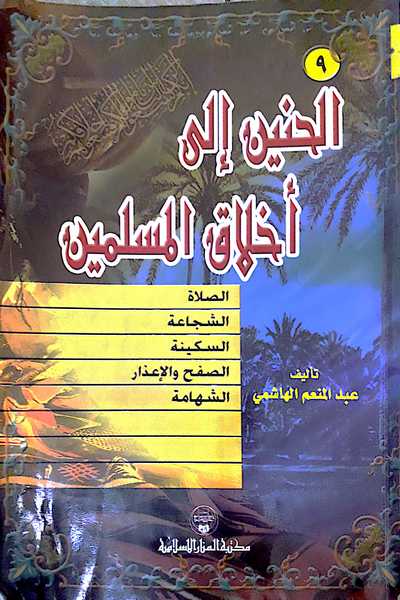 ٩
الحنين إلى
أخلاق المسلمين
الصلاة
الشجاعة
السكينة
الصفح والإعذار
الشهامة
تأليف
عبد المنعم الهاشمي
مكتبة المنار الإسلامية